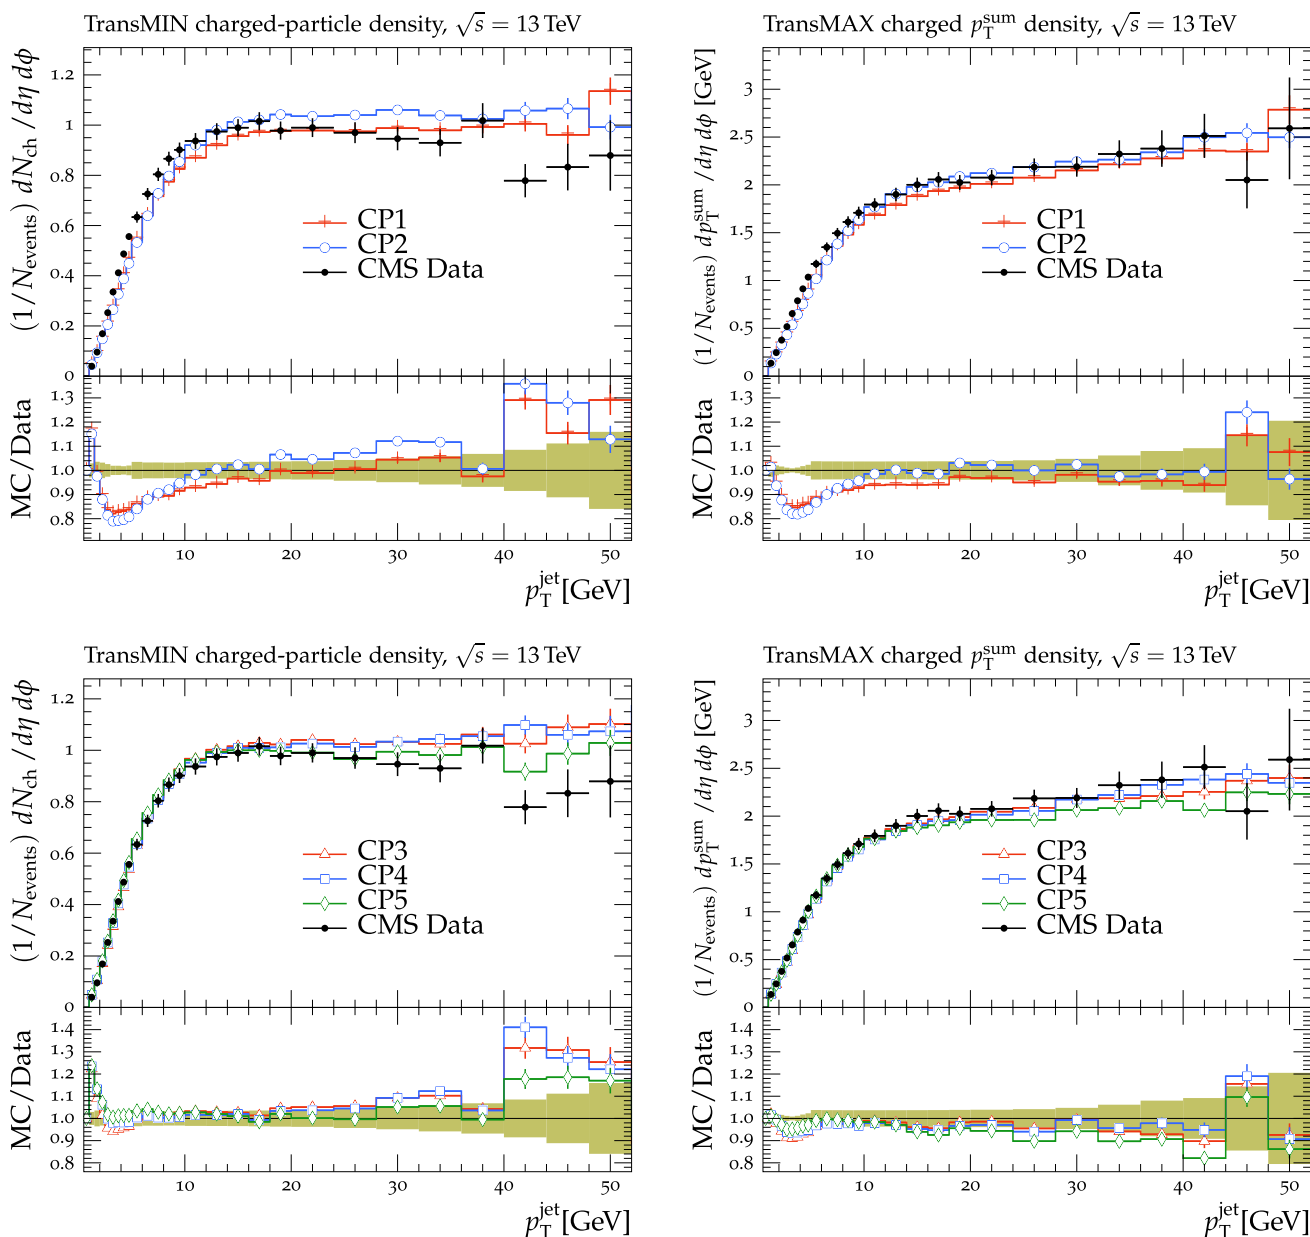 TransMIN charged-particle density, √s = 13 TeV
(1/N_events) dN_ch/dη dϕ
1.2
1
0.8
0.6
0.4
0.2
0
CP1
CP2
CMS Data
MC/Data
1.3
1.2
1.1
1.0
0.9
0.8
10 20 30 40 50
p_T^jet [GeV]
TransMAX charged p_T^sum density, √s = 13 TeV
(1/N_events) dp_T^sum/dη dϕ [GeV]
3
2.5
2
1.5
1
0.5
0
CP1
CP2
CMS Data
MC/Data
1.3
1.2
1.1
1.0
0.9
0.8
10 20 30 40 50
p_T^jet [GeV]
TransMIN charged-particle density, √s = 13 TeV
(1/N_events) dN_ch/dη dϕ
1.2
1
0.8
0.6
0.4
0.2
0
CP3
CP4
CP5
CMS Data
MC/Data
1.4
1.3
1.2
1.1
1.0
0.9
0.8
10 20 30 40 50
p_T^jet [GeV]
TransMAX charged p_T^sum density, √s = 13 TeV
(1/N_events) dp_T^sum/dη dϕ [GeV]
3
2.5
2
1.5
1
0.5
0
CP3
CP4
CP5
CMS Data
MC/Data
1.4
1.3
1.2
1.1
1.0
0.9
0.8
10 20 30 40 50
p_T^jet [GeV]